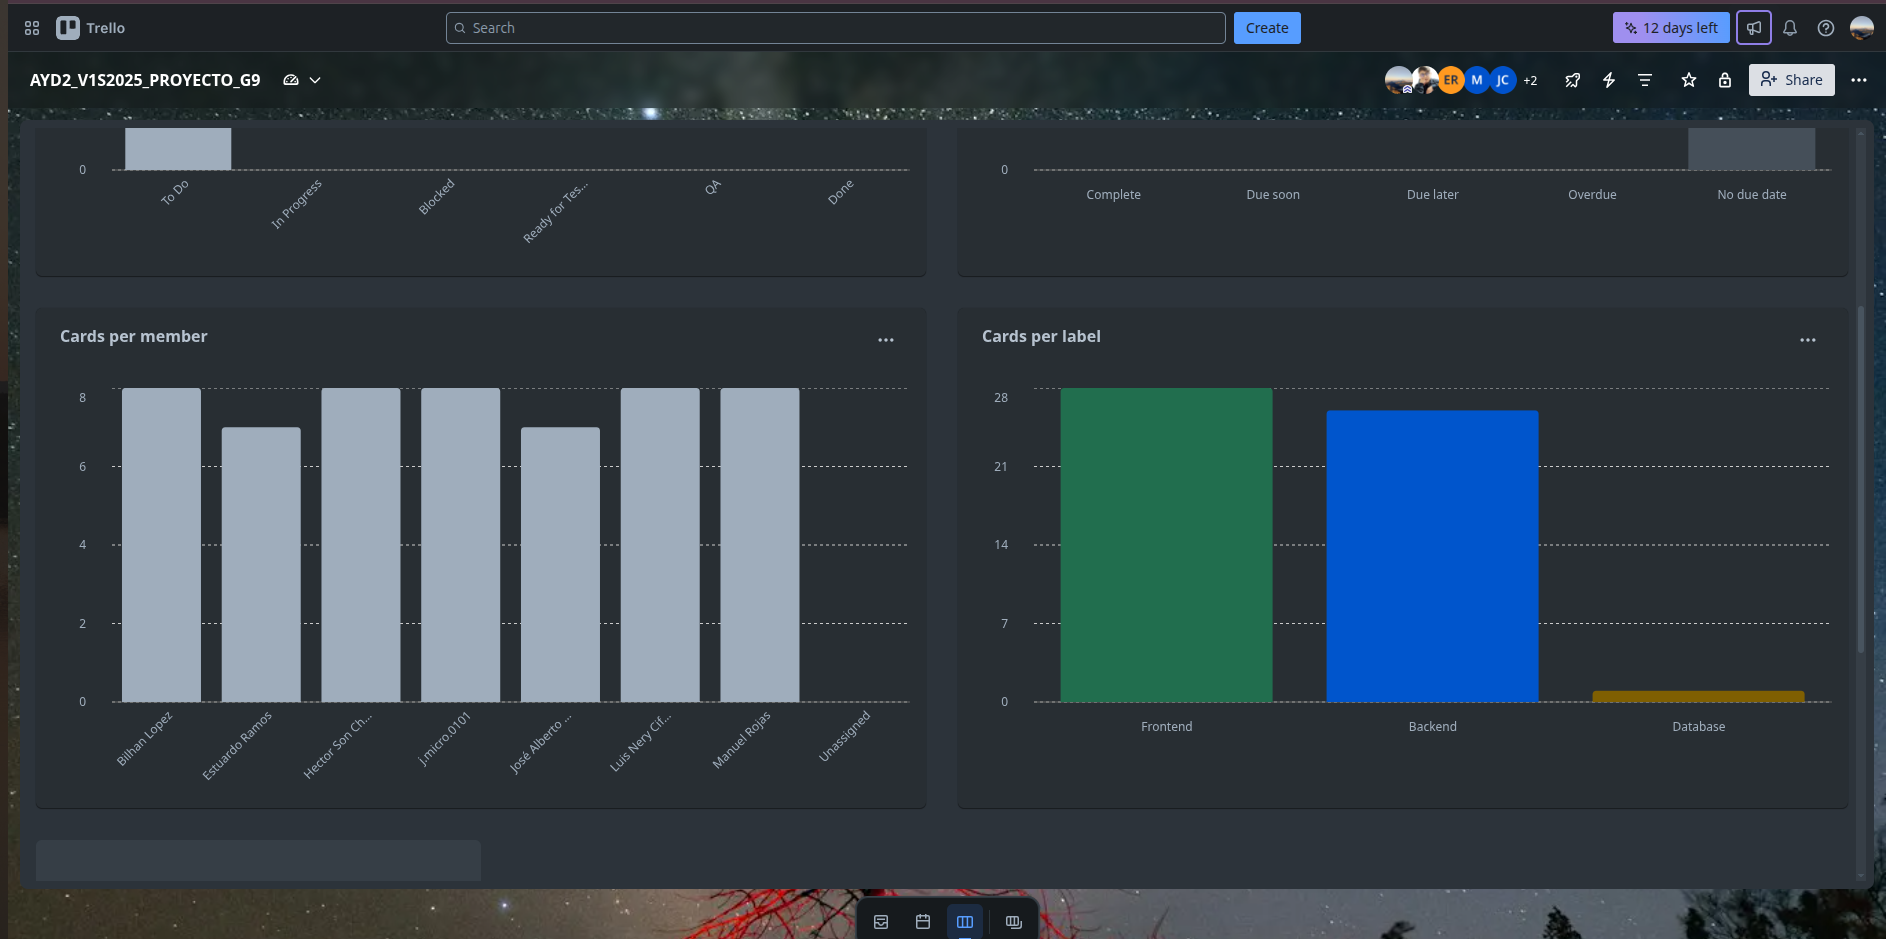 Trello
Search
Create
12 days left
AYD2_V1S2025_PROYECTO_G9
ER
M
JC
+2
Share
0
To Do
In Progress
Blocked
Ready for Tes...
QA
Done
0
Complete
Due soon
Due later
Overdue
No due date
Cards per member
8
6
4
2
0
Bilhan Lopez
Estuardo Ramos
Hector Son Ch...
j.micro.0101
José Alberto ...
Luis Nery Cif...
Manuel Rojas
Unassigned
Cards per label
28
21
14
7
0
Frontend
Backend
Database